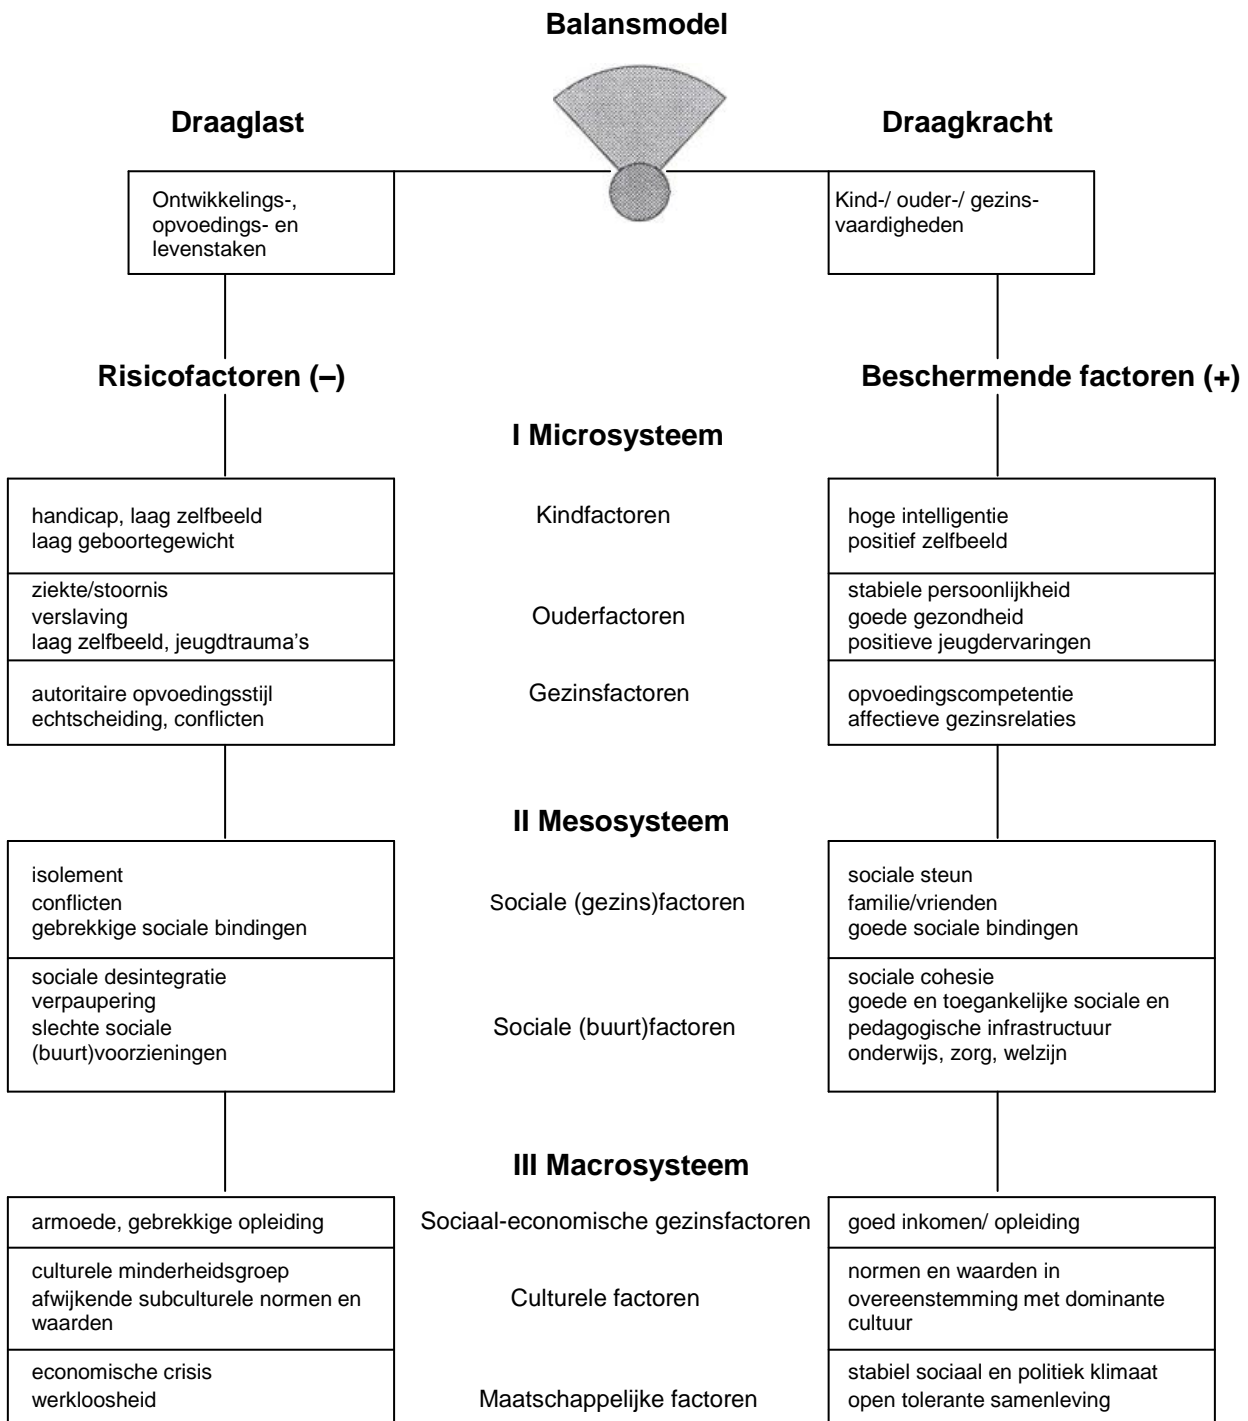 Balansmodel
Draaglast
Draagkracht
Ontwikkelings-,
opvoedings- en
levenstaken
Kind-/ ouder-/ gezins-
vaardigheden
Risicofactoren (–)
Beschermende factoren (+)
I Microsysteem
handicap, laag zelfbeeld
laag geboortegewicht
Kindfactoren
hoge intelligentie
positief zelfbeeld
ziekte/stoornis
verslaving
laag zelfbeeld, jeugdtrauma’s
Ouderfactoren
stabiele persoonlijkheid
goede gezondheid
positieve jeugdervaringen
autoritaire opvoedingsstijl
echtscheiding, conflicten
Gezinsfactoren
opvoedingscompetentie
affectieve gezinsrelaties
II Mesosysteem
isolement
conflicten
gebrekkige sociale bindingen
Sociale (gezins)factoren
sociale steun
familie/vrienden
goede sociale bindingen
sociale desintegratie
verpaupering
slechte sociale
(buurt)voorzieningen
Sociale (buurt)factoren
sociale cohesie
goede en toegankelijke sociale en
pedagogische infrastructuur
onderwijs, zorg, welzijn
III Macrosysteem
armoede, gebrekkige opleiding
Sociaal-economische gezinsfactoren
goed inkomen/ opleiding
culturele minderheidsgroep
afwijkende subculturele normen en
waarden
Culturele factoren
normen en waarden in
overeenstemming met dominante
cultuur
economische crisis
werkloosheid
Maatschappelijke factoren
stabiel sociaal en politiek klimaat
open tolerante samenleving